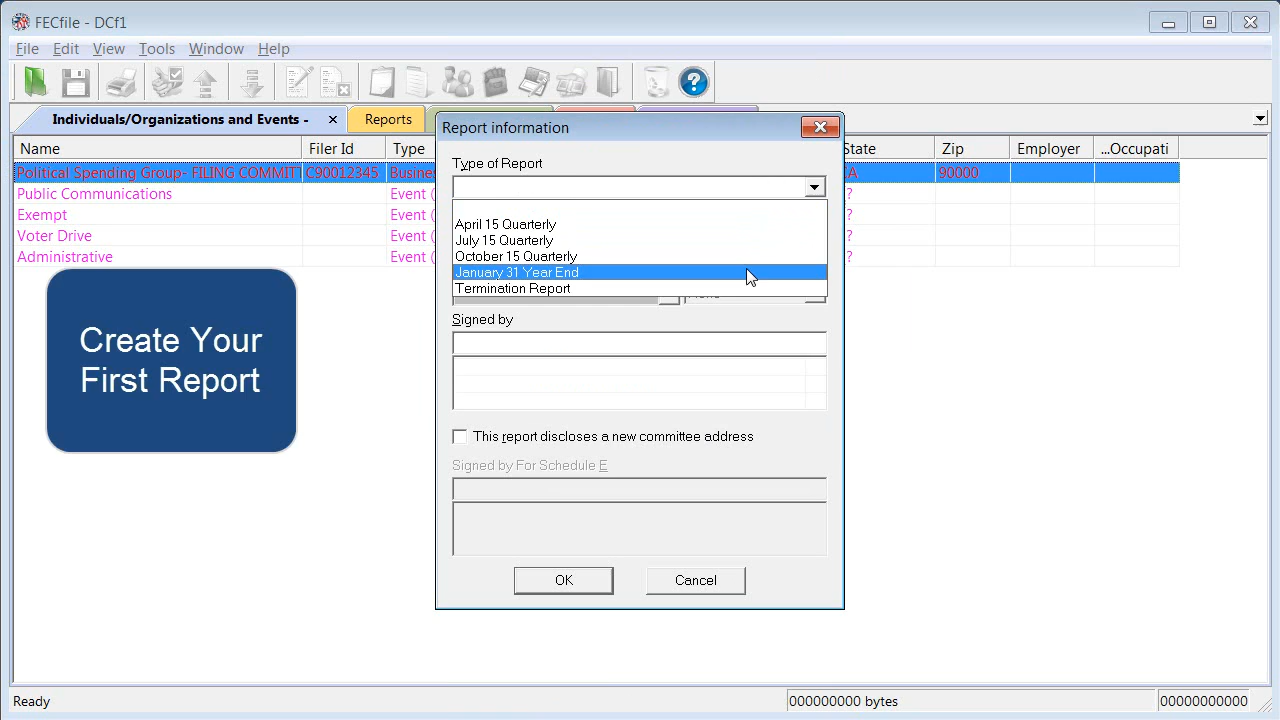 FECfile - DCf1
File Edit View Tools Window Help
Individuals/Organizations and Events - × Reports
Name Filer Id Type State Zip Employer ...Occupati
Political Spending Group- FILING COMMITT C90012345 Busines 90000
Public Communications Event ( ?
Exempt Event ( ?
Voter Drive Event ( ?
Administrative Event ( ?
Create Your
First Report
Report information
Type of Report
April 15 Quarterly
July 15 Quarterly
October 15 Quarterly
January 31 Year End
Termination Report
Signed by
This report discloses a new committee address
Signed by For Schedule E
OK Cancel
Ready 000000000 bytes 00000000000